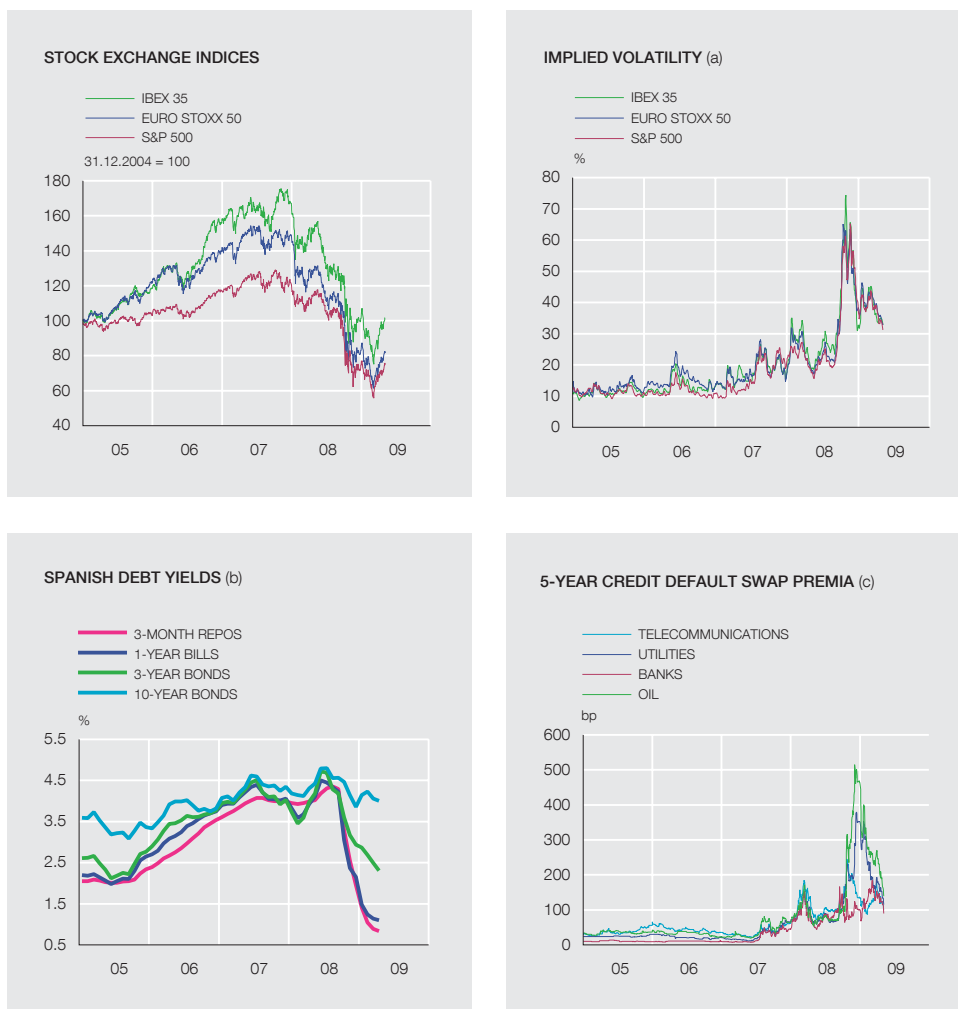 STOCK EXCHANGE INDICES
IBEX 35
EURO STOXX 50
S&P 500
31.12.2004 = 100
180
160
140
120
100
80
60
40
05 06 07 08 09
IMPLIED VOLATILITY (a)
IBEX 35
EURO STOXX 50
S&P 500
%
80
70
60
50
40
30
20
10
0
05 06 07 08 09
SPANISH DEBT YIELDS (b)
3-MONTH REPOS
1-YEAR BILLS
3-YEAR BONDS
10-YEAR BONDS
%
5.5
4.5
3.5
2.5
1.5
0.5
05 06 07 08 09
5-YEAR CREDIT DEFAULT SWAP PREMIA (c)
TELECOMMUNICATIONS
UTILITIES
BANKS
OIL
bp
600
500
400
300
200
100
0
05 06 07 08 09